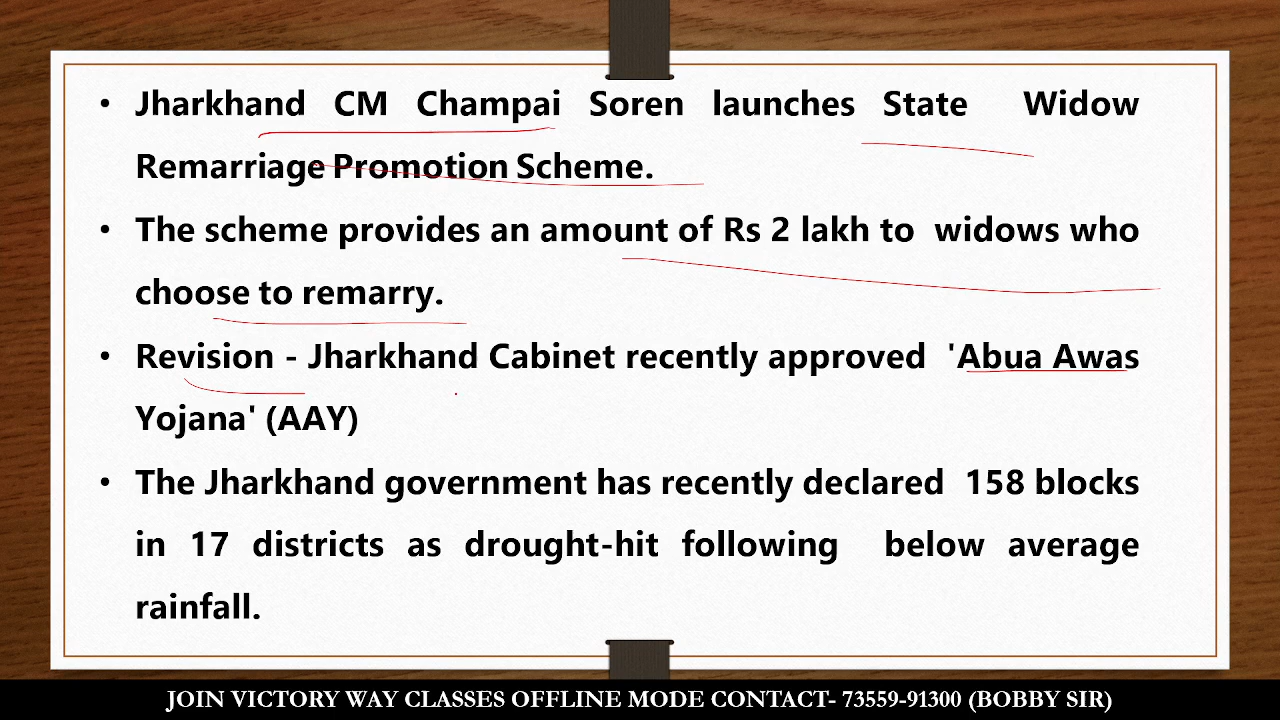 • Jharkhand CM Champai Soren launches State Widow
Remarriage Promotion Scheme.
• The scheme provides an amount of Rs 2 lakh to widows who
choose to remarry.
• Revision - Jharkhand Cabinet recently approved 'Abua Awas
Yojana' (AAY)
• The Jharkhand government has recently declared 158 blocks
in 17 districts as drought-hit following below average
rainfall.
JOIN VICTORY WAY CLASSES OFFLINE MODE CONTACT- 73559-91300 (BOBBY SIR)